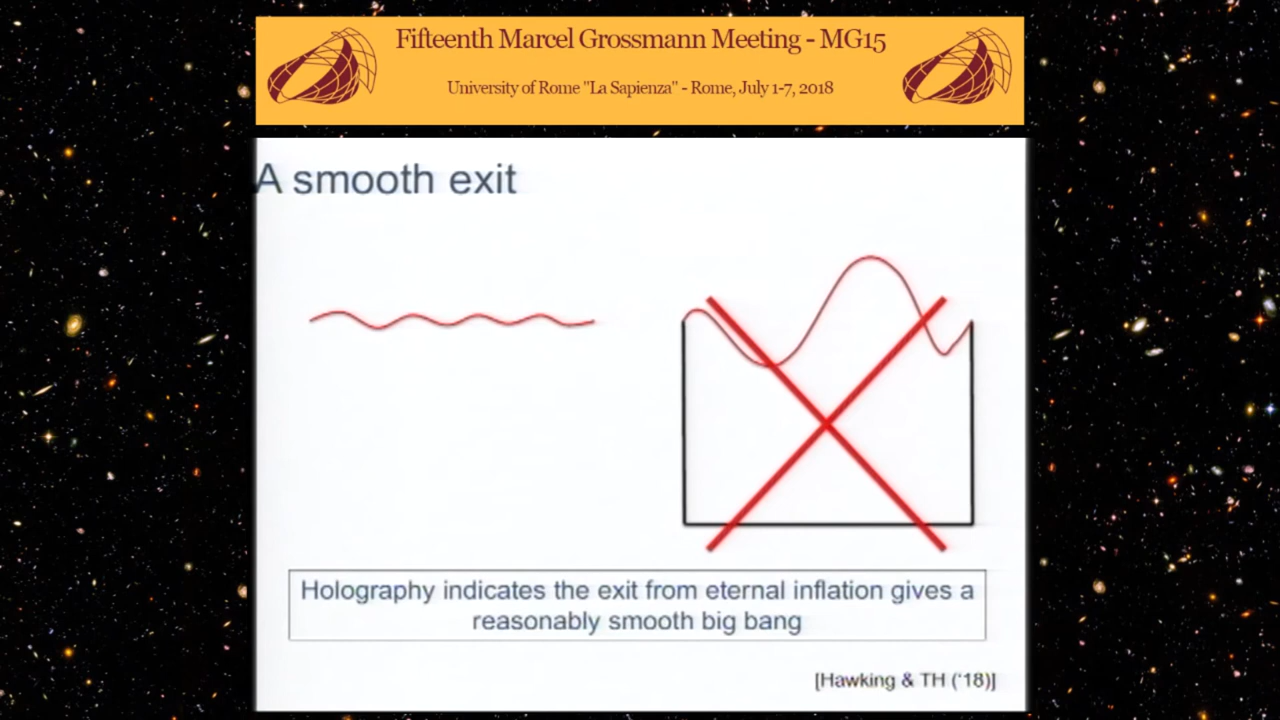 Fifteenth Marcel Grossmann Meeting - MG15
University of Rome "La Sapienza" - Rome, July 1-7, 2018
A smooth exit
Holography indicates the exit from eternal inflation gives a
reasonably smooth big bang
[Hawking & TH ('18)]